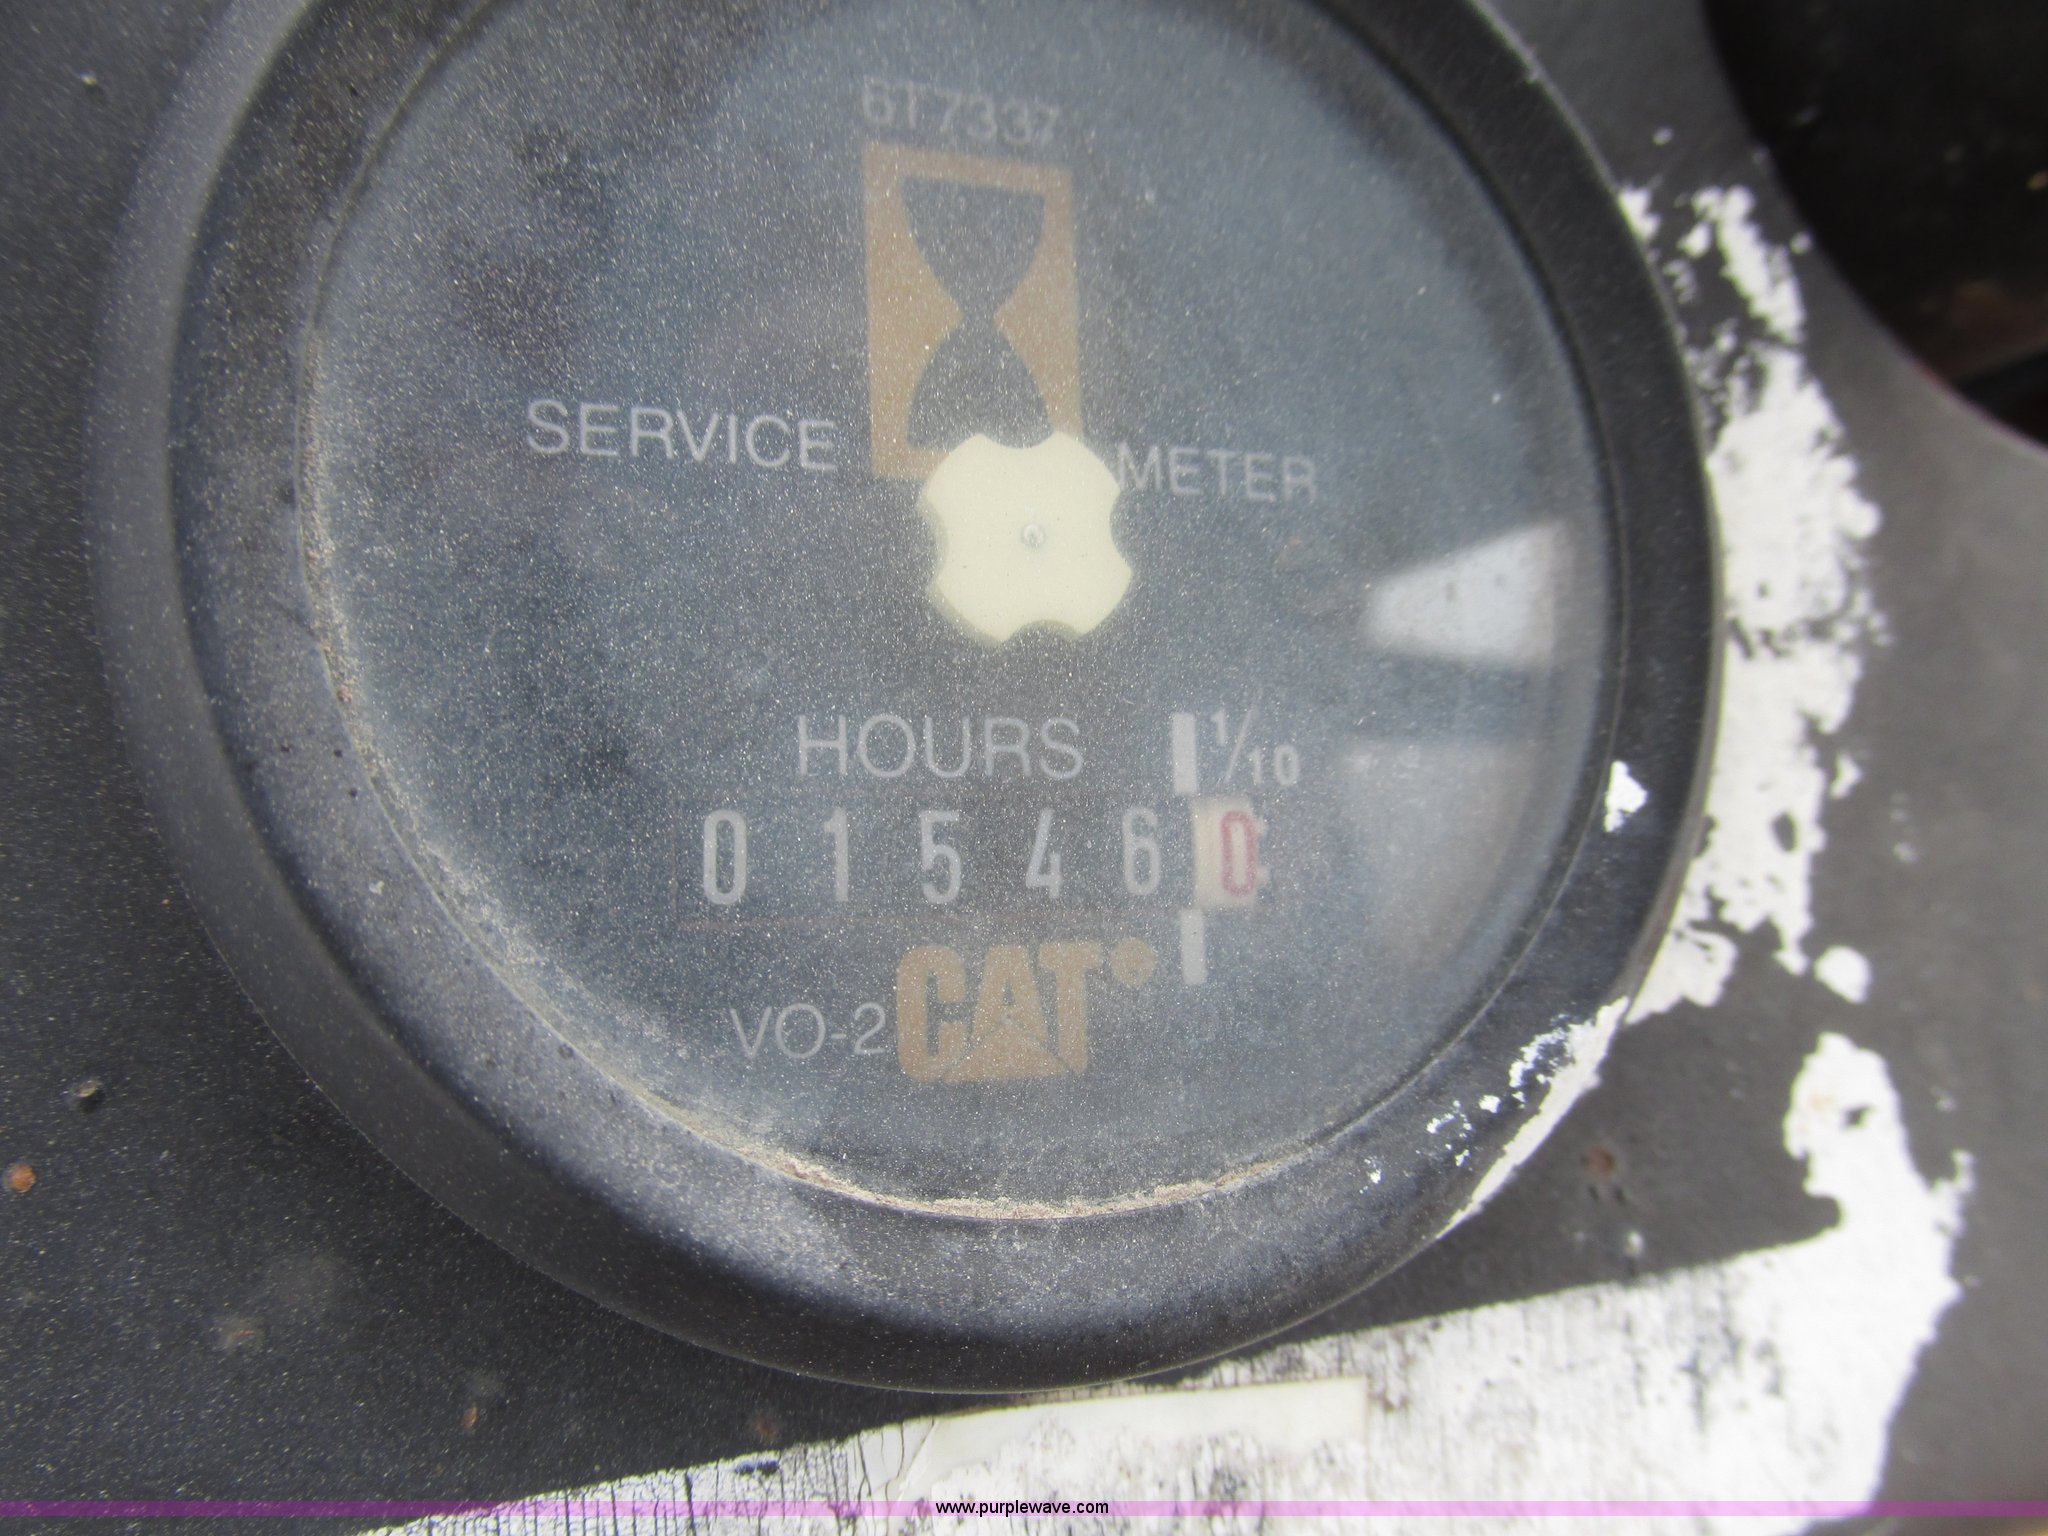 6T7337
SERVICE METER
HOURS 1/10
015460
VO-2 CAT
www.purplewave.com